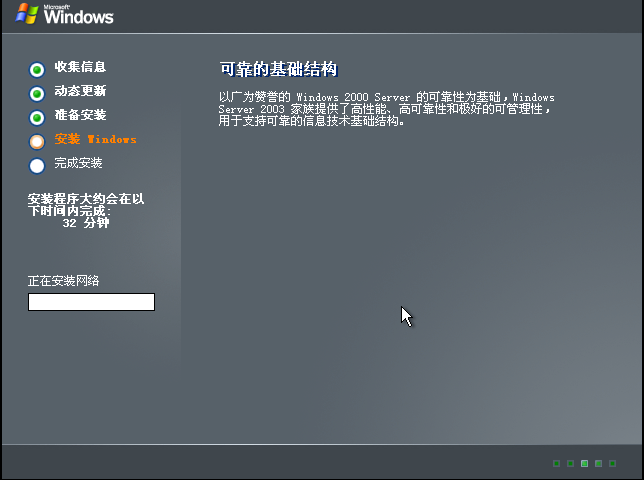 Microsoft
Windows
收集信息
动态更新
准备安装
安装 Windows
完成安装
安装程序大约会在以
下时间内完成:
32 分钟
正在安装网络
可靠的基础结构
以广为赞誉的 Windows 2000 Server 的可靠性为基础，Windows
Server 2003 家族提供了高性能、高可靠性和极好的可管理性，
用于支持可靠的信息技术基础结构。